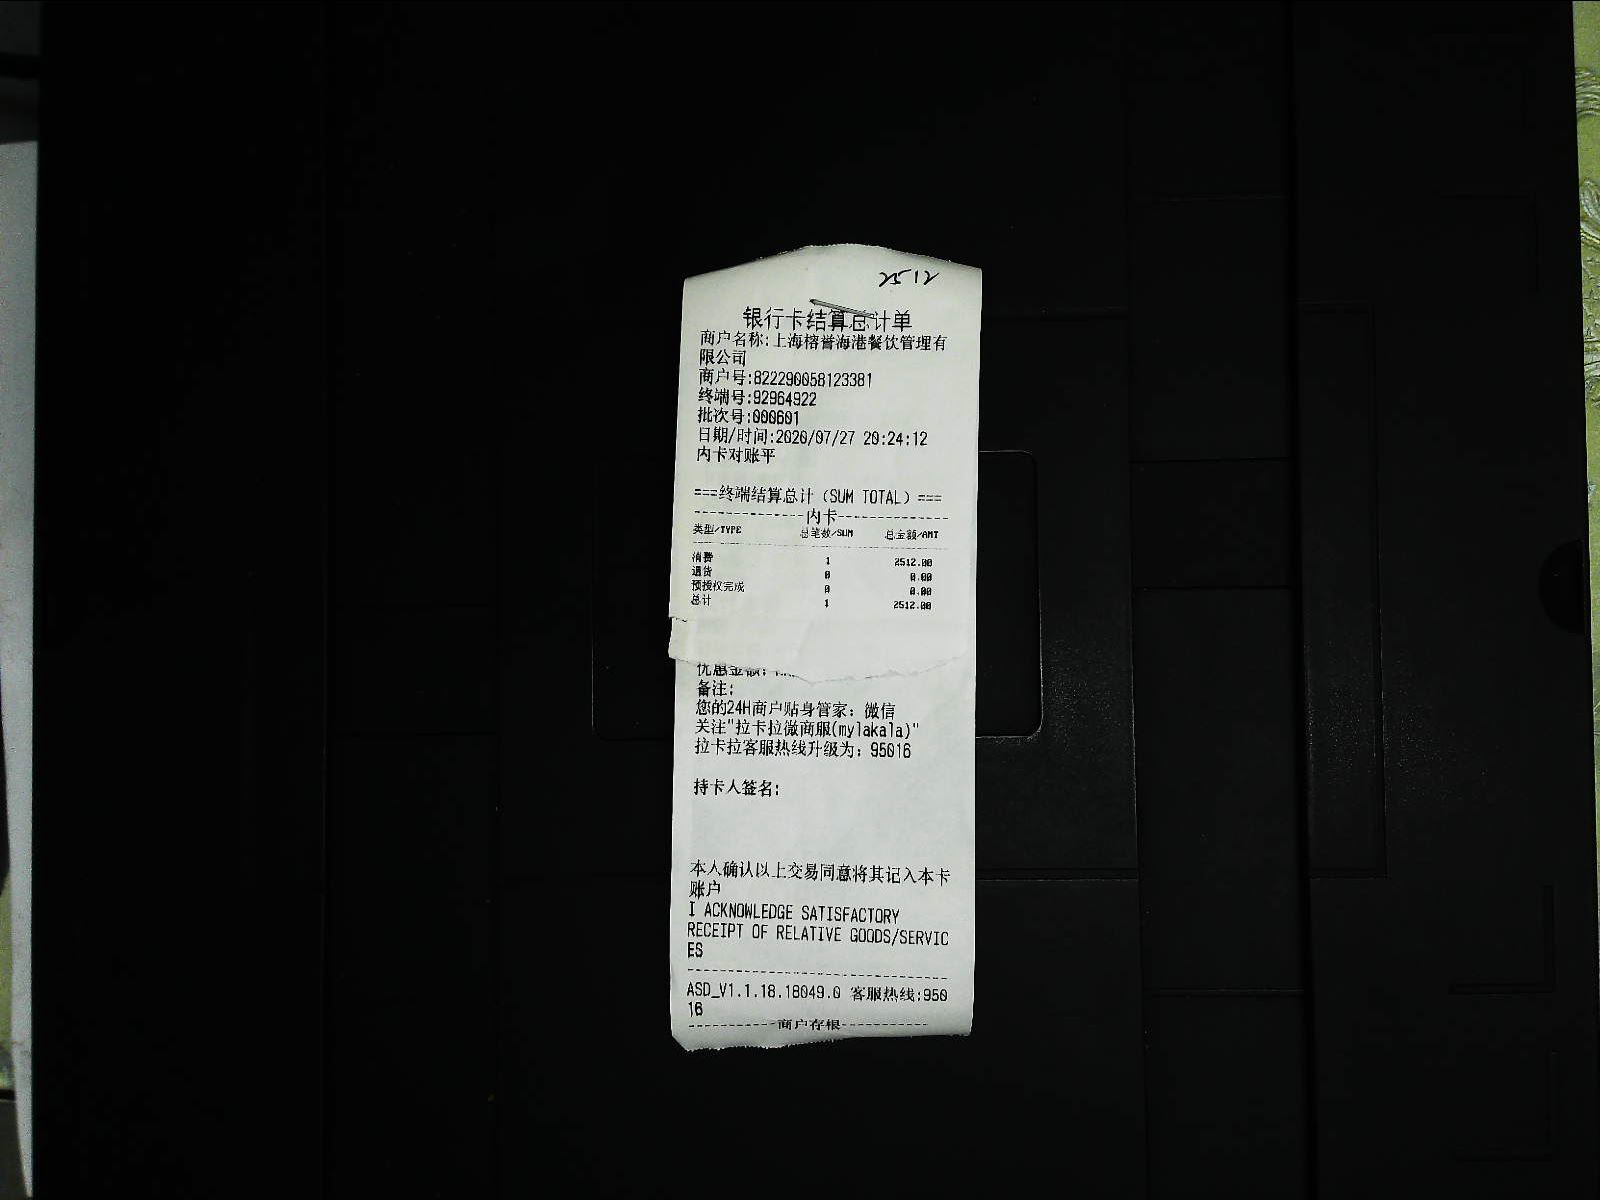 2512
银行卡结算总计单
商户名称:上海榕誉海港餐饮管理有
限公司
商户号:822290058123381
终端号:92964922
批次号:000601
日期/时间:2020/07/27 20:24:12
内卡对账平
===终端结算总计（SUM TOTAL）===
---------------内卡---------------
类型/TYPE 总笔数/SUM 总金额/AMT
消费 1 2512.00
退货 0 0.00
预授权完成 0 0.00
总计 1 2512.00
优惠金额:
备注:
您的24H商户贴身管家：微信
关注"拉卡拉微商服(mylakala)"
拉卡拉客服热线升级为：95016
持卡人签名:
本人确认以上交易同意将其记入本卡
账户
I ACKNOWLEDGE SATISFACTORY
RECEIPT OF RELATIVE GOODS/SERVIC
ES
ASD_V1.1.18.18049.0 客服热线:950
16
------------商户存根------------